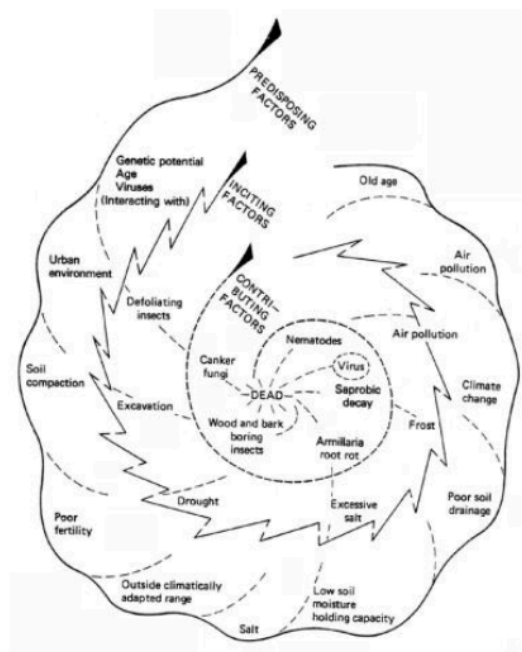 PREDISPOSING
FACTORS
Genetic potential
Age
Viruses
(Interacting with)
INCITING
FACTORS
Old age
Urban
environment
Air
pollution
CONTRI-
BUTING
FACTORS
Defoliating
insects
Nematodes
Air pollution
Canker
fungi
Virus
Soil
compaction
DEAD
Saprobic
decay
Climate
change
Excavation
Wood and bark
boring
insects
Armillaria
root rot
Frost
Drought
Excessive
salt
Poor soil
drainage
Poor
fertility
Outside climatically
adapted range
Low soil
moisture
holding capacity
Salt